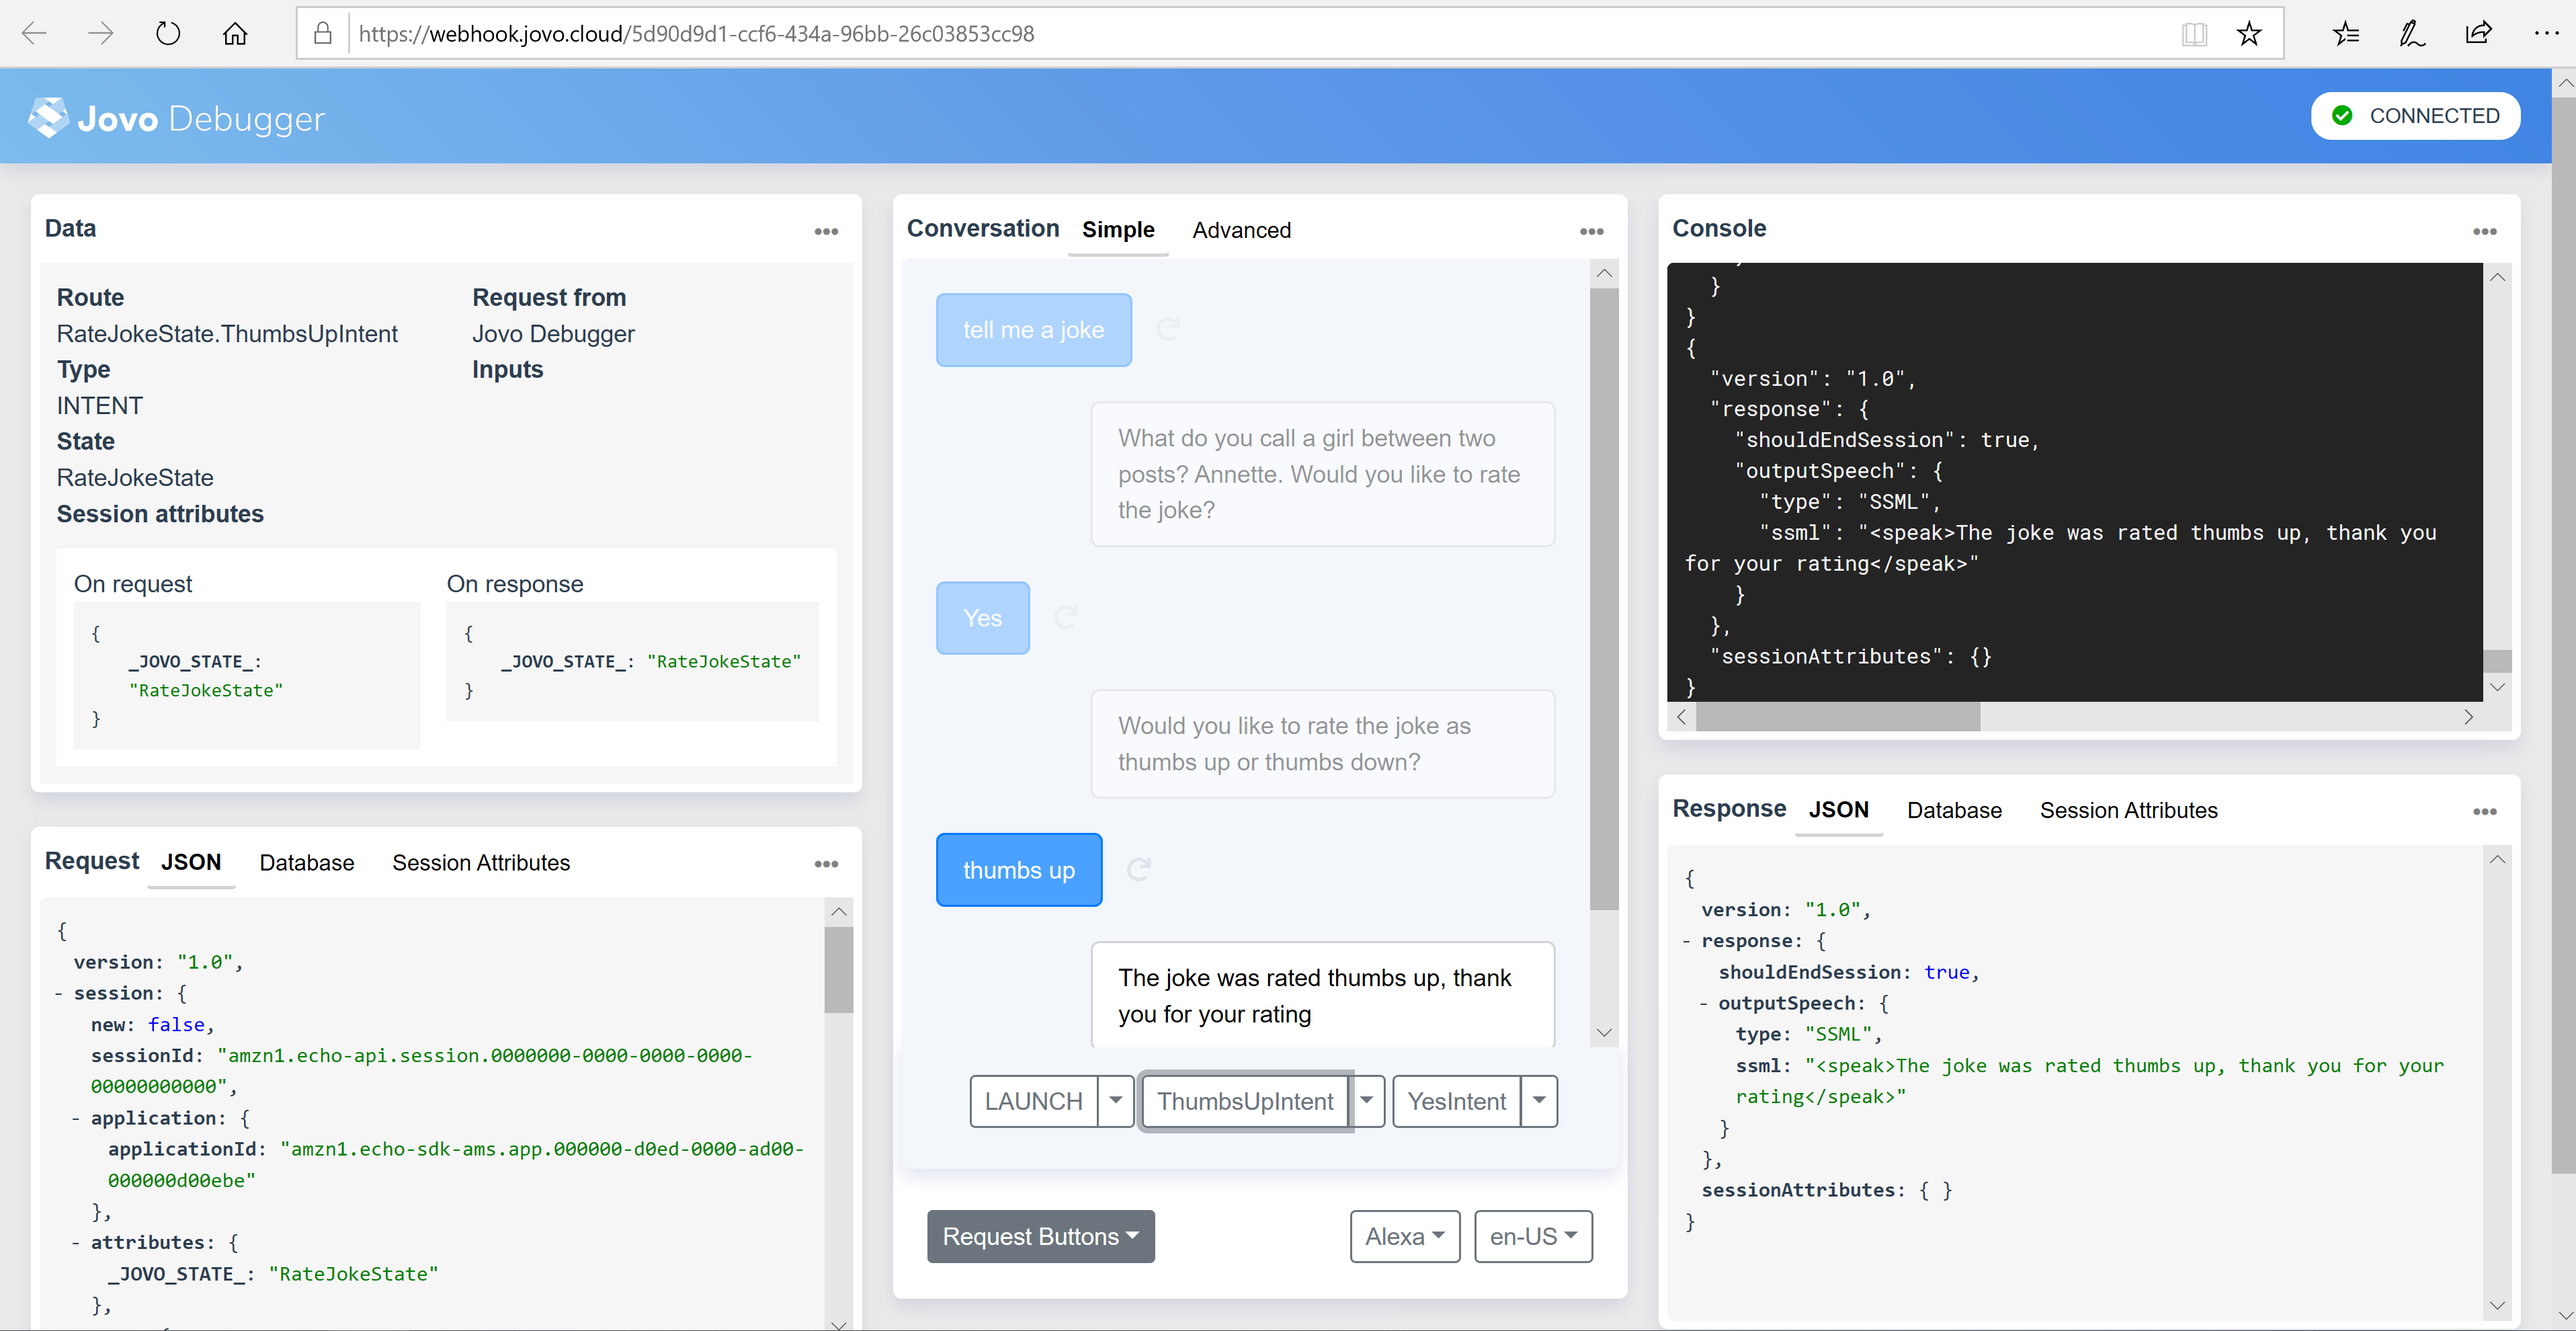 https://webhook.jovo.cloud/5d90d9d1-ccf6-434a-96bb-26c03853cc98
Jovo Debugger
CONNECTED
Data
Route
RateJokeState.ThumbsUpIntent
Type
INTENT
State
RateJokeState
Session attributes
Request from
Jovo Debugger
Inputs
On request
{
_JOVO_STATE_:
"RateJokeState"
}
On response
{
_JOVO_STATE_: "RateJokeState"
}
Request JSON Database Session Attributes
{
version: "1.0",
- session: {
new: false,
sessionId: "amzn1.echo-api.session.0000000-0000-0000-0000-
00000000000",
- application: {
applicationId: "amzn1.echo-sdk-ams.app.000000-d0ed-0000-ad00-
000000d00ebe"
},
- attributes: {
_JOVO_STATE_: "RateJokeState"
},
Conversation Simple Advanced
tell me a joke
What do you call a girl between two
posts? Annette. Would you like to rate
the joke?
Yes
Would you like to rate the joke as
thumbs up or thumbs down?
thumbs up
The joke was rated thumbs up, thank
you for your rating
LAUNCH ThumbsUpIntent YesIntent
Request Buttons Alexa en-US
Console
}
}
{
"version": "1.0",
"response": {
"shouldEndSession": true,
"outputSpeech": {
"type": "SSML",
"ssml": "<speak>The joke was rated thumbs up, thank you
for your rating</speak>"
}
},
"sessionAttributes": {}
}
Response JSON Database Session Attributes
{
version: "1.0",
- response: {
shouldEndSession: true,
- outputSpeech: {
type: "SSML",
ssml: "<speak>The joke was rated thumbs up, thank you for your
rating</speak>"
}
},
sessionAttributes: { }
}